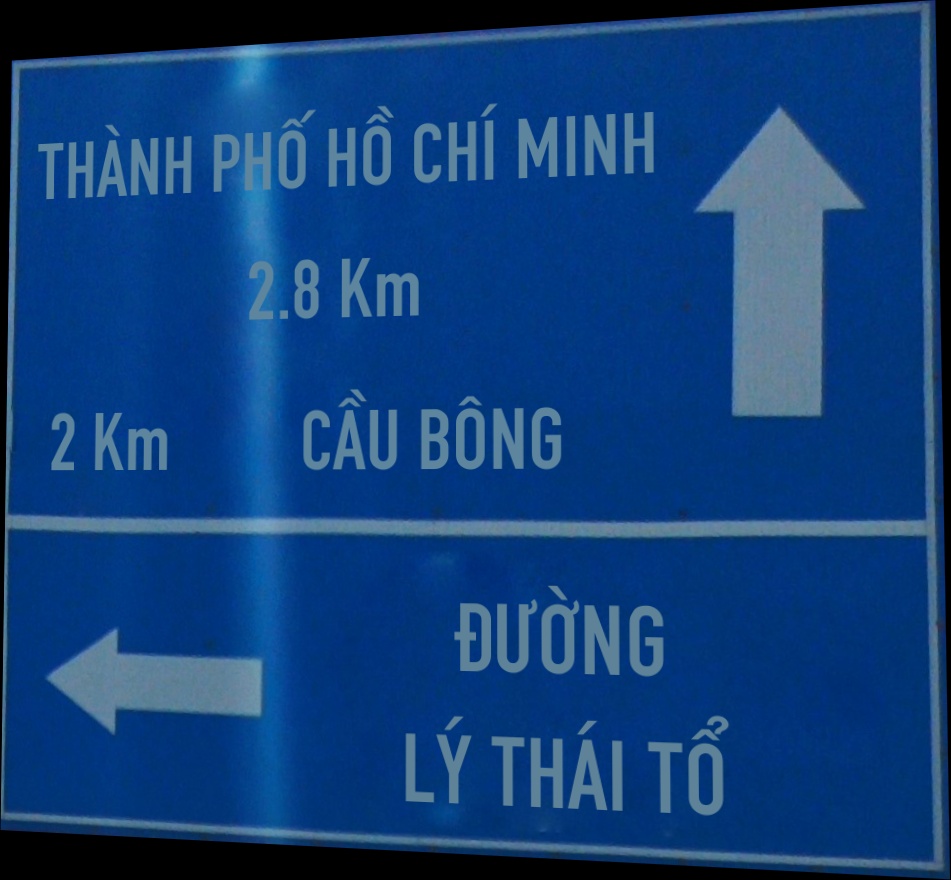 THÀNH PHỐ HỒ CHÍ MINH
2.8 Km
2 Km CẦU BÔNG
ĐƯỜNG
LÝ THÁI TỔ